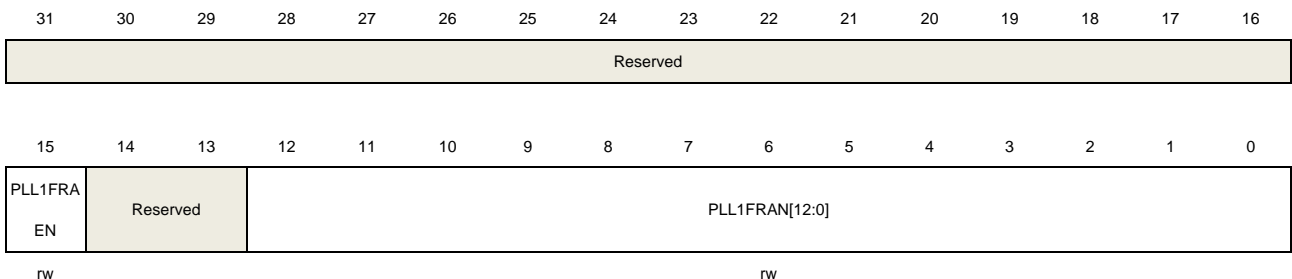 31 30 29 28 27 26 25 24 23 22 21 20 19 18 17 16
Reserved
15 14 13 12 11 10 9 8 7 6 5 4 3 2 1 0
PLL1FRA
EN
Reserved
PLL1FRAN[12:0]
rw rw